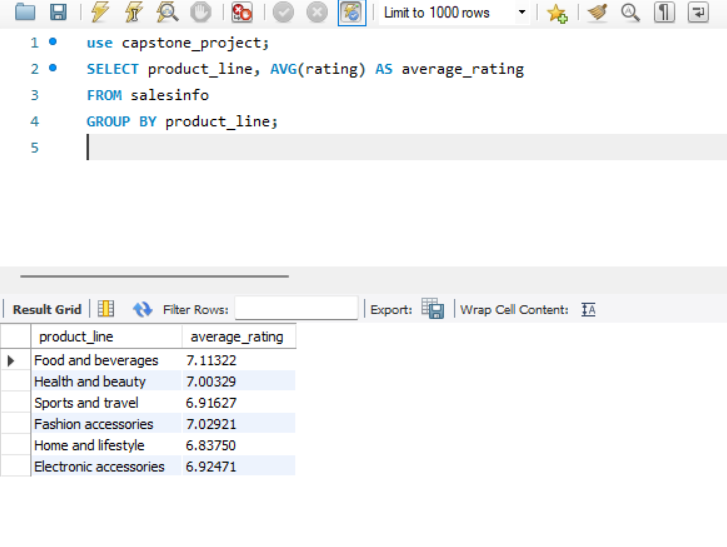 Limit to 1000 rows
1 use capstone_project;
2 SELECT product_line, AVG(rating) AS average_rating
3 FROM salesinfo
4 GROUP BY product_line;
5
Result Grid Filter Rows: Export: Wrap Cell Content:
product_line average_rating
Food and beverages 7.11322
Health and beauty 7.00329
Sports and travel 6.91627
Fashion accessories 7.02921
Home and lifestyle 6.83750
Electronic accessories 6.92471